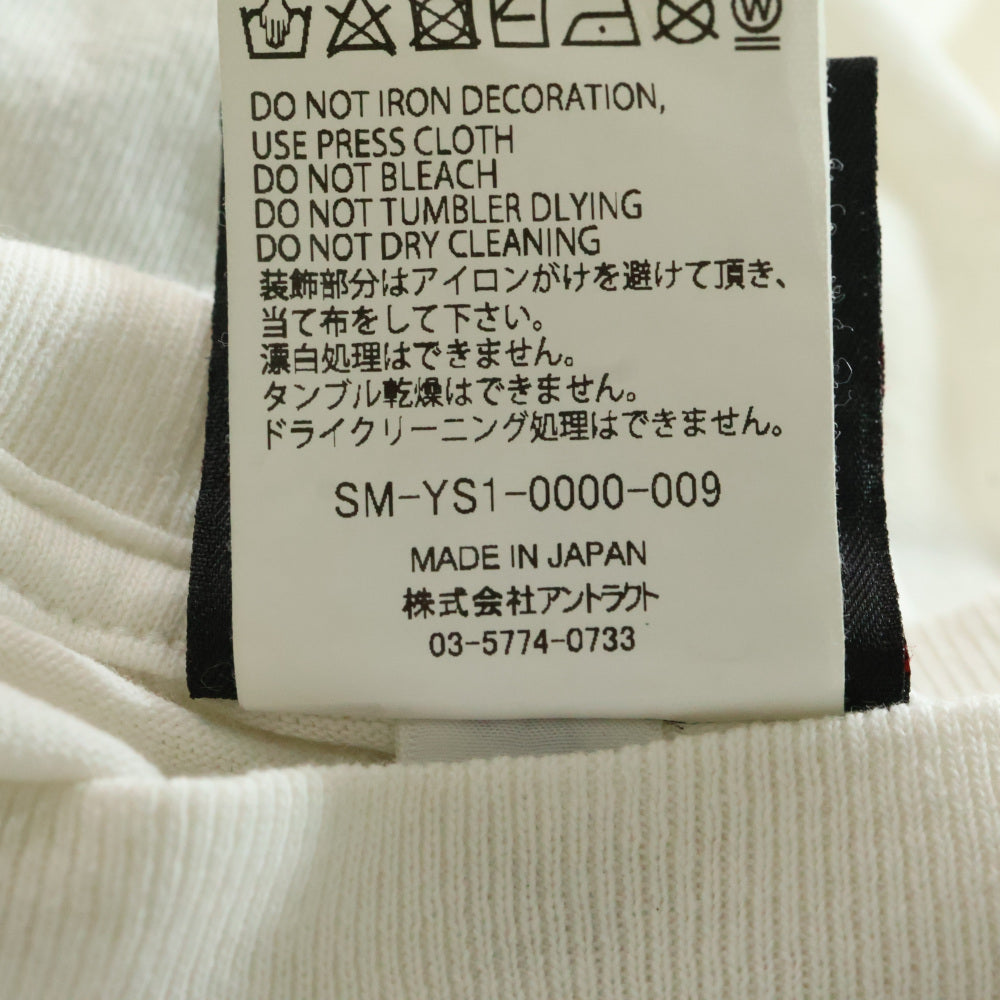 W
DO NOT IRON DECORATION,
USE PRESS CLOTH
DO NOT BLEACH
DO NOT TUMBLER DLYING
DO NOT DRY CLEANING
装飾部分はアイロンがけを避けて頂き、
当て布をして下さい。
漂白処理はできません。
タンブル乾燥はできません。
ドライクリーニング処理はできません。
SM-YS1-0000-009
MADE IN JAPAN
株式会社アントラクト
03-5774-0733